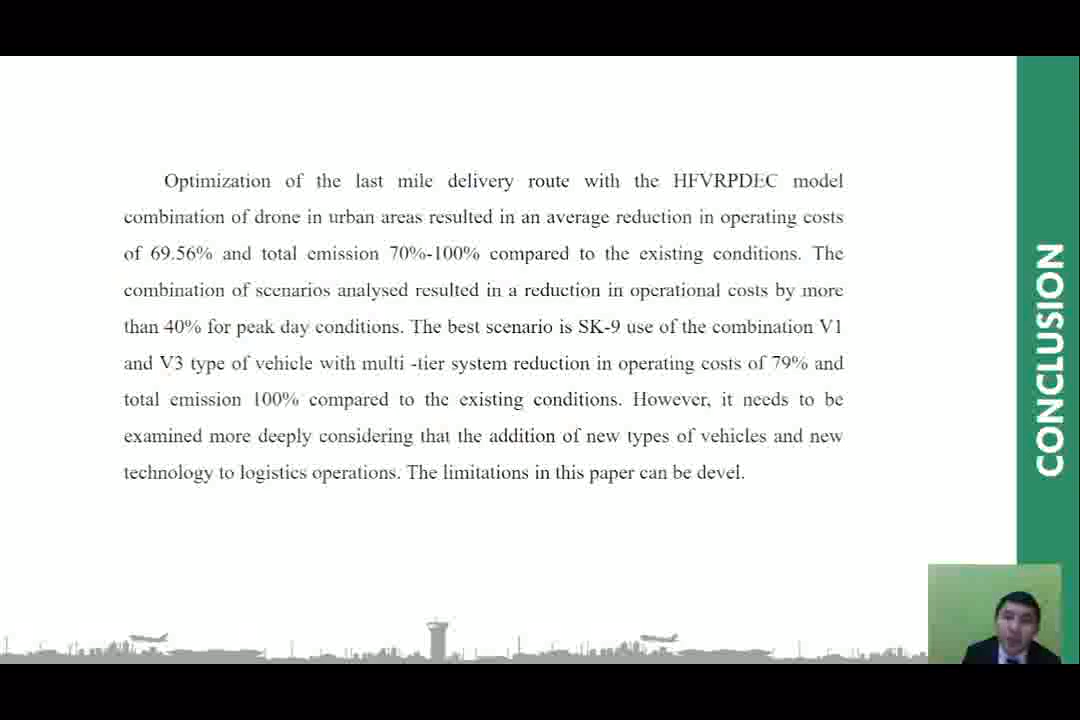 Optimization of the last mile delivery route with the HFVRPDEC model
combination of drone in urban areas resulted in an average reduction in operating costs
of 69.56% and total emission 70%-100% compared to the existing conditions. The
combination of scenarios analysed resulted in a reduction in operational costs by more
than 40% for peak day conditions. The best scenario is SK-9 use of the combination V1
and V3 type of vehicle with multi -tier system reduction in operating costs of 79% and
total emission 100% compared to the existing conditions. However, it needs to be
examined more deeply considering that the addition of new types of vehicles and new
technology to logistics operations. The limitations in this paper can be devel.
CONCLUSION